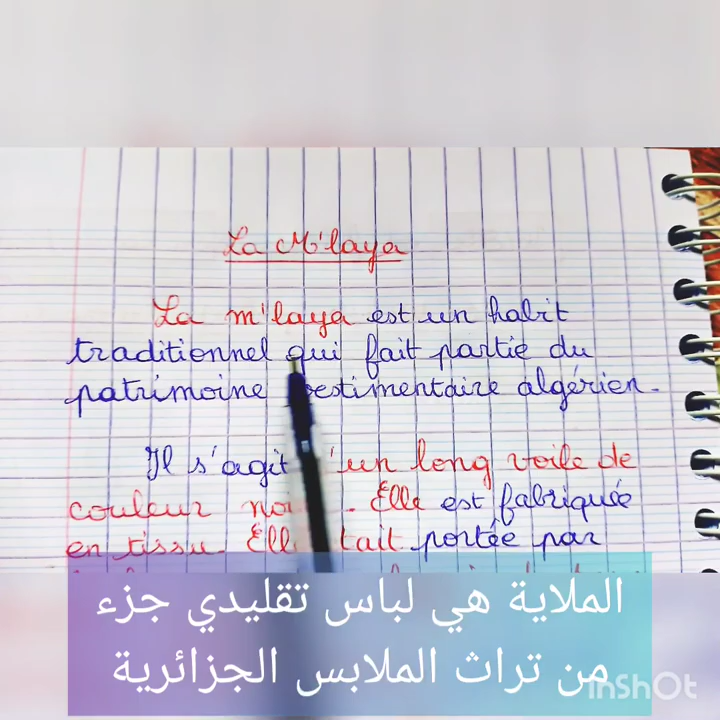 La M'laya
La m'laya est un habit
traditionnel qui fait partie du
patrimoine vestimentaire algérien.
Il s'agit d'un long voile de
couleur noire. Elle est fabriquée
en tissu. Elle était portée par
الملاية هي لباس تقليدي جزء
من تراث الملابس الجزائرية
InShOt